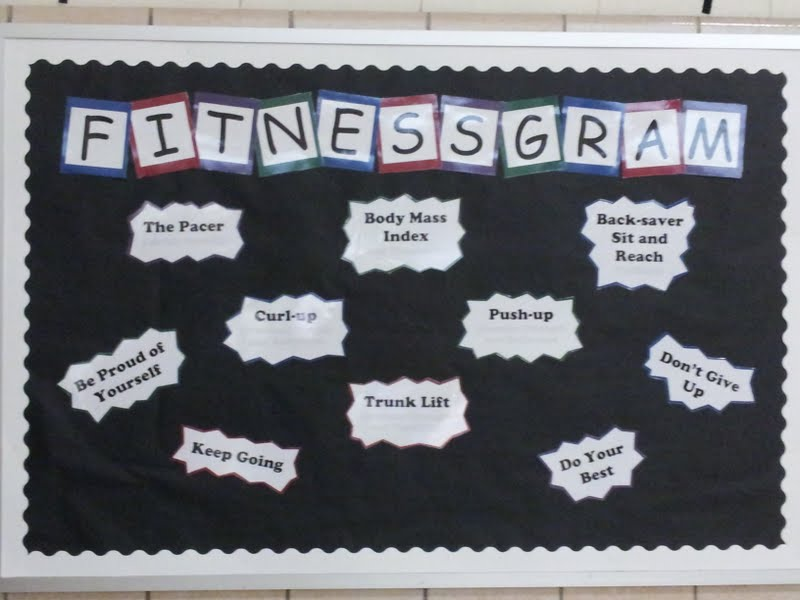 FITNESSGRAM
The Pacer
Body Mass
Index
Back-saver
Sit and
Reach
Curl-up
Push-up
Be Proud of
Yourself
Trunk Lift
Don't Give
Up
Keep Going
Do Your
Best